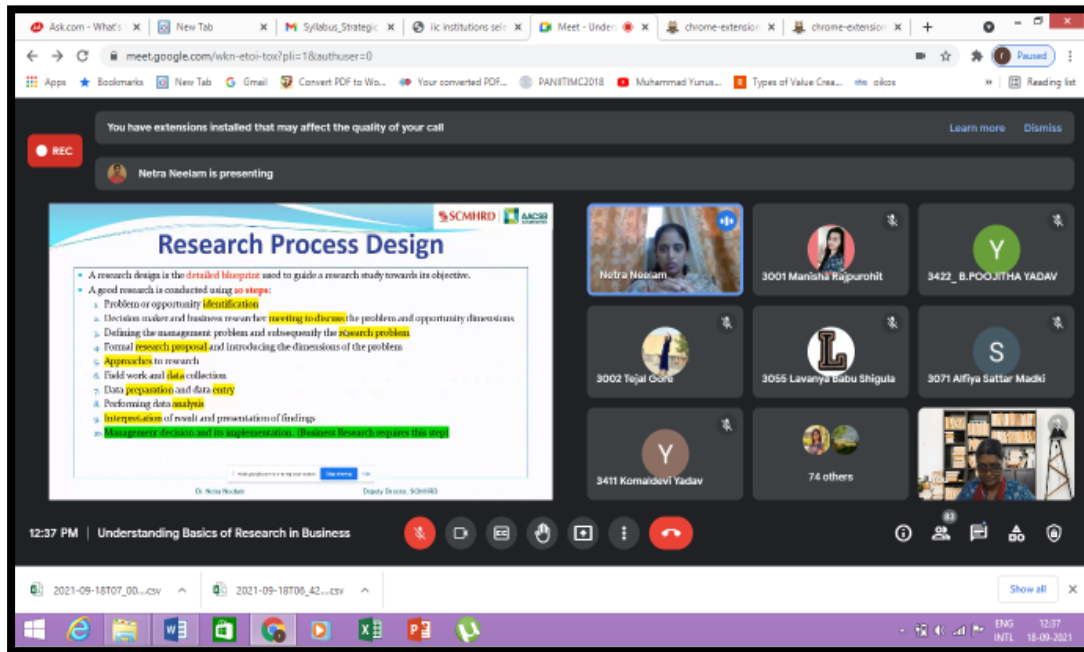 Ask.com - What's
New Tab
Syllabus_Strategic
iic institutions sele
Meet - Under
chrome-extension
chrome-extension
meet.google.com/wkn-etoi-tox?pli=1&authuser=0
Paused
Apps
Bookmarks
New Tab
Gmail
Convert PDF to Wo...
Your converted PDF...
PANIITIMC2018
Muhammad Yunus...
Types of Value Crea...
oikos
Reading list
You have extensions installed that may affect the quality of your call
Learn more
Dismiss
REC
Netra Neelam is presenting
SCMHRD
AACSB
Research Process Design
A research design is the detailed blueprint used to guide a research study towards its objective.
A good research is conducted using 10 steps:
1. Problem or opportunity identification
2. Decision maker and business researcher meeting to discuss the problem and opportunity dimensions
3. Defining the management problem and subsequently the research problem
4. Formal research proposal and introducing the dimensions of the problem
5. Approaches to research
6. Field work and data collection
7. Data preparation and data entry
8. Performing data analysis
9. Interpretation of result and presentation of findings
10. Management decision and its implementation. (Business Research requires this step)
Stop sharing
Dr. Netra Neelam
Deputy Director, SCMHRD
Netra Neelam
3001 Manisha Rajpurohit
Y
3422_B.POOJITHA YADAV
3002 Tejal Gore
L
3055 Lavanya Babu Shigula
S
3071 Alfiya Sattar Madki
Y
3411 Komaldevi Yadav
74 others
12:37 PM | Understanding Basics of Research in Business
83
2021-09-18T07_00....csv
2021-09-18T06_42....csv
Show all
ENG
INTL
12:37
18-09-2021